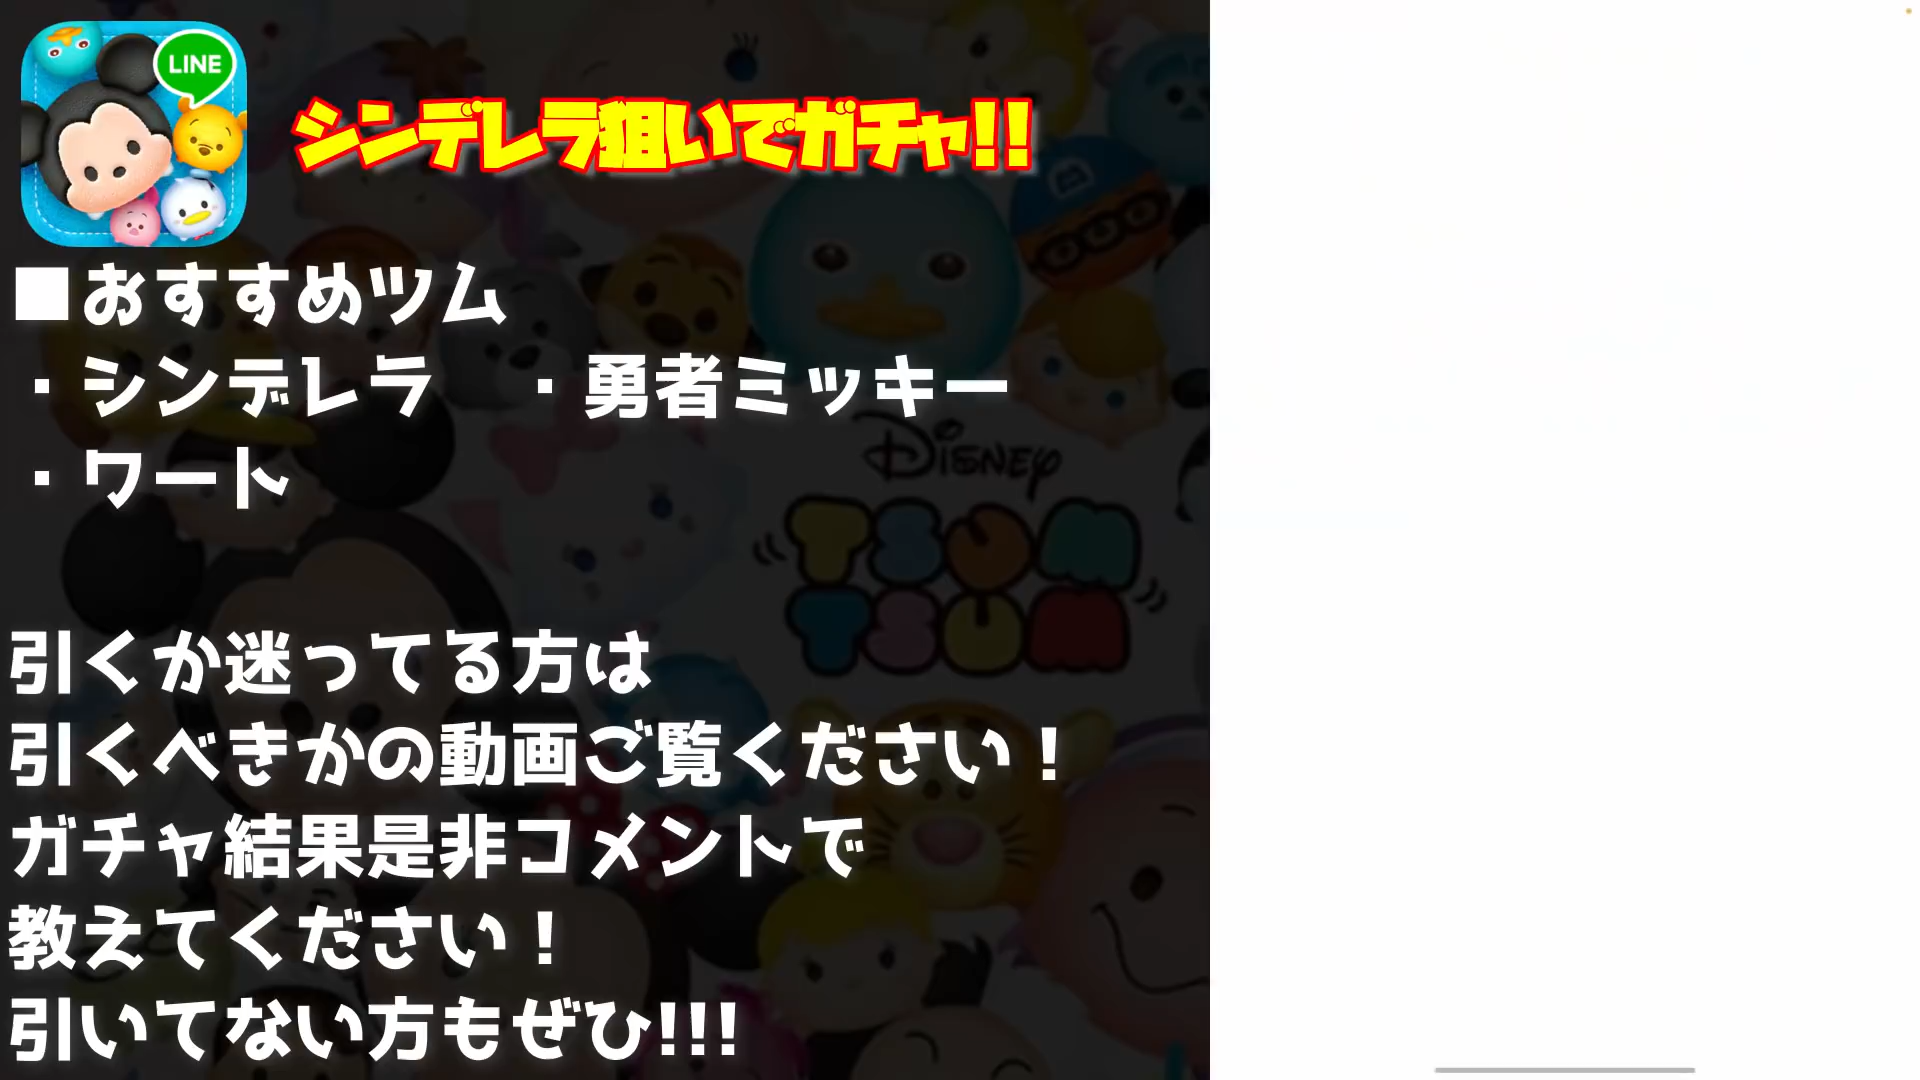 LINE
シンデレラ狙いでガチャ!!
■おすすめツム
・シンデレラ ・勇者ミッキー
・ワート
Disney
TSUM
TSUM
引くか迷ってる方は
引くべきかの動画ご覧ください！
ガチャ結果是非コメントで
教えてください！
引いてない方もぜひ!!!